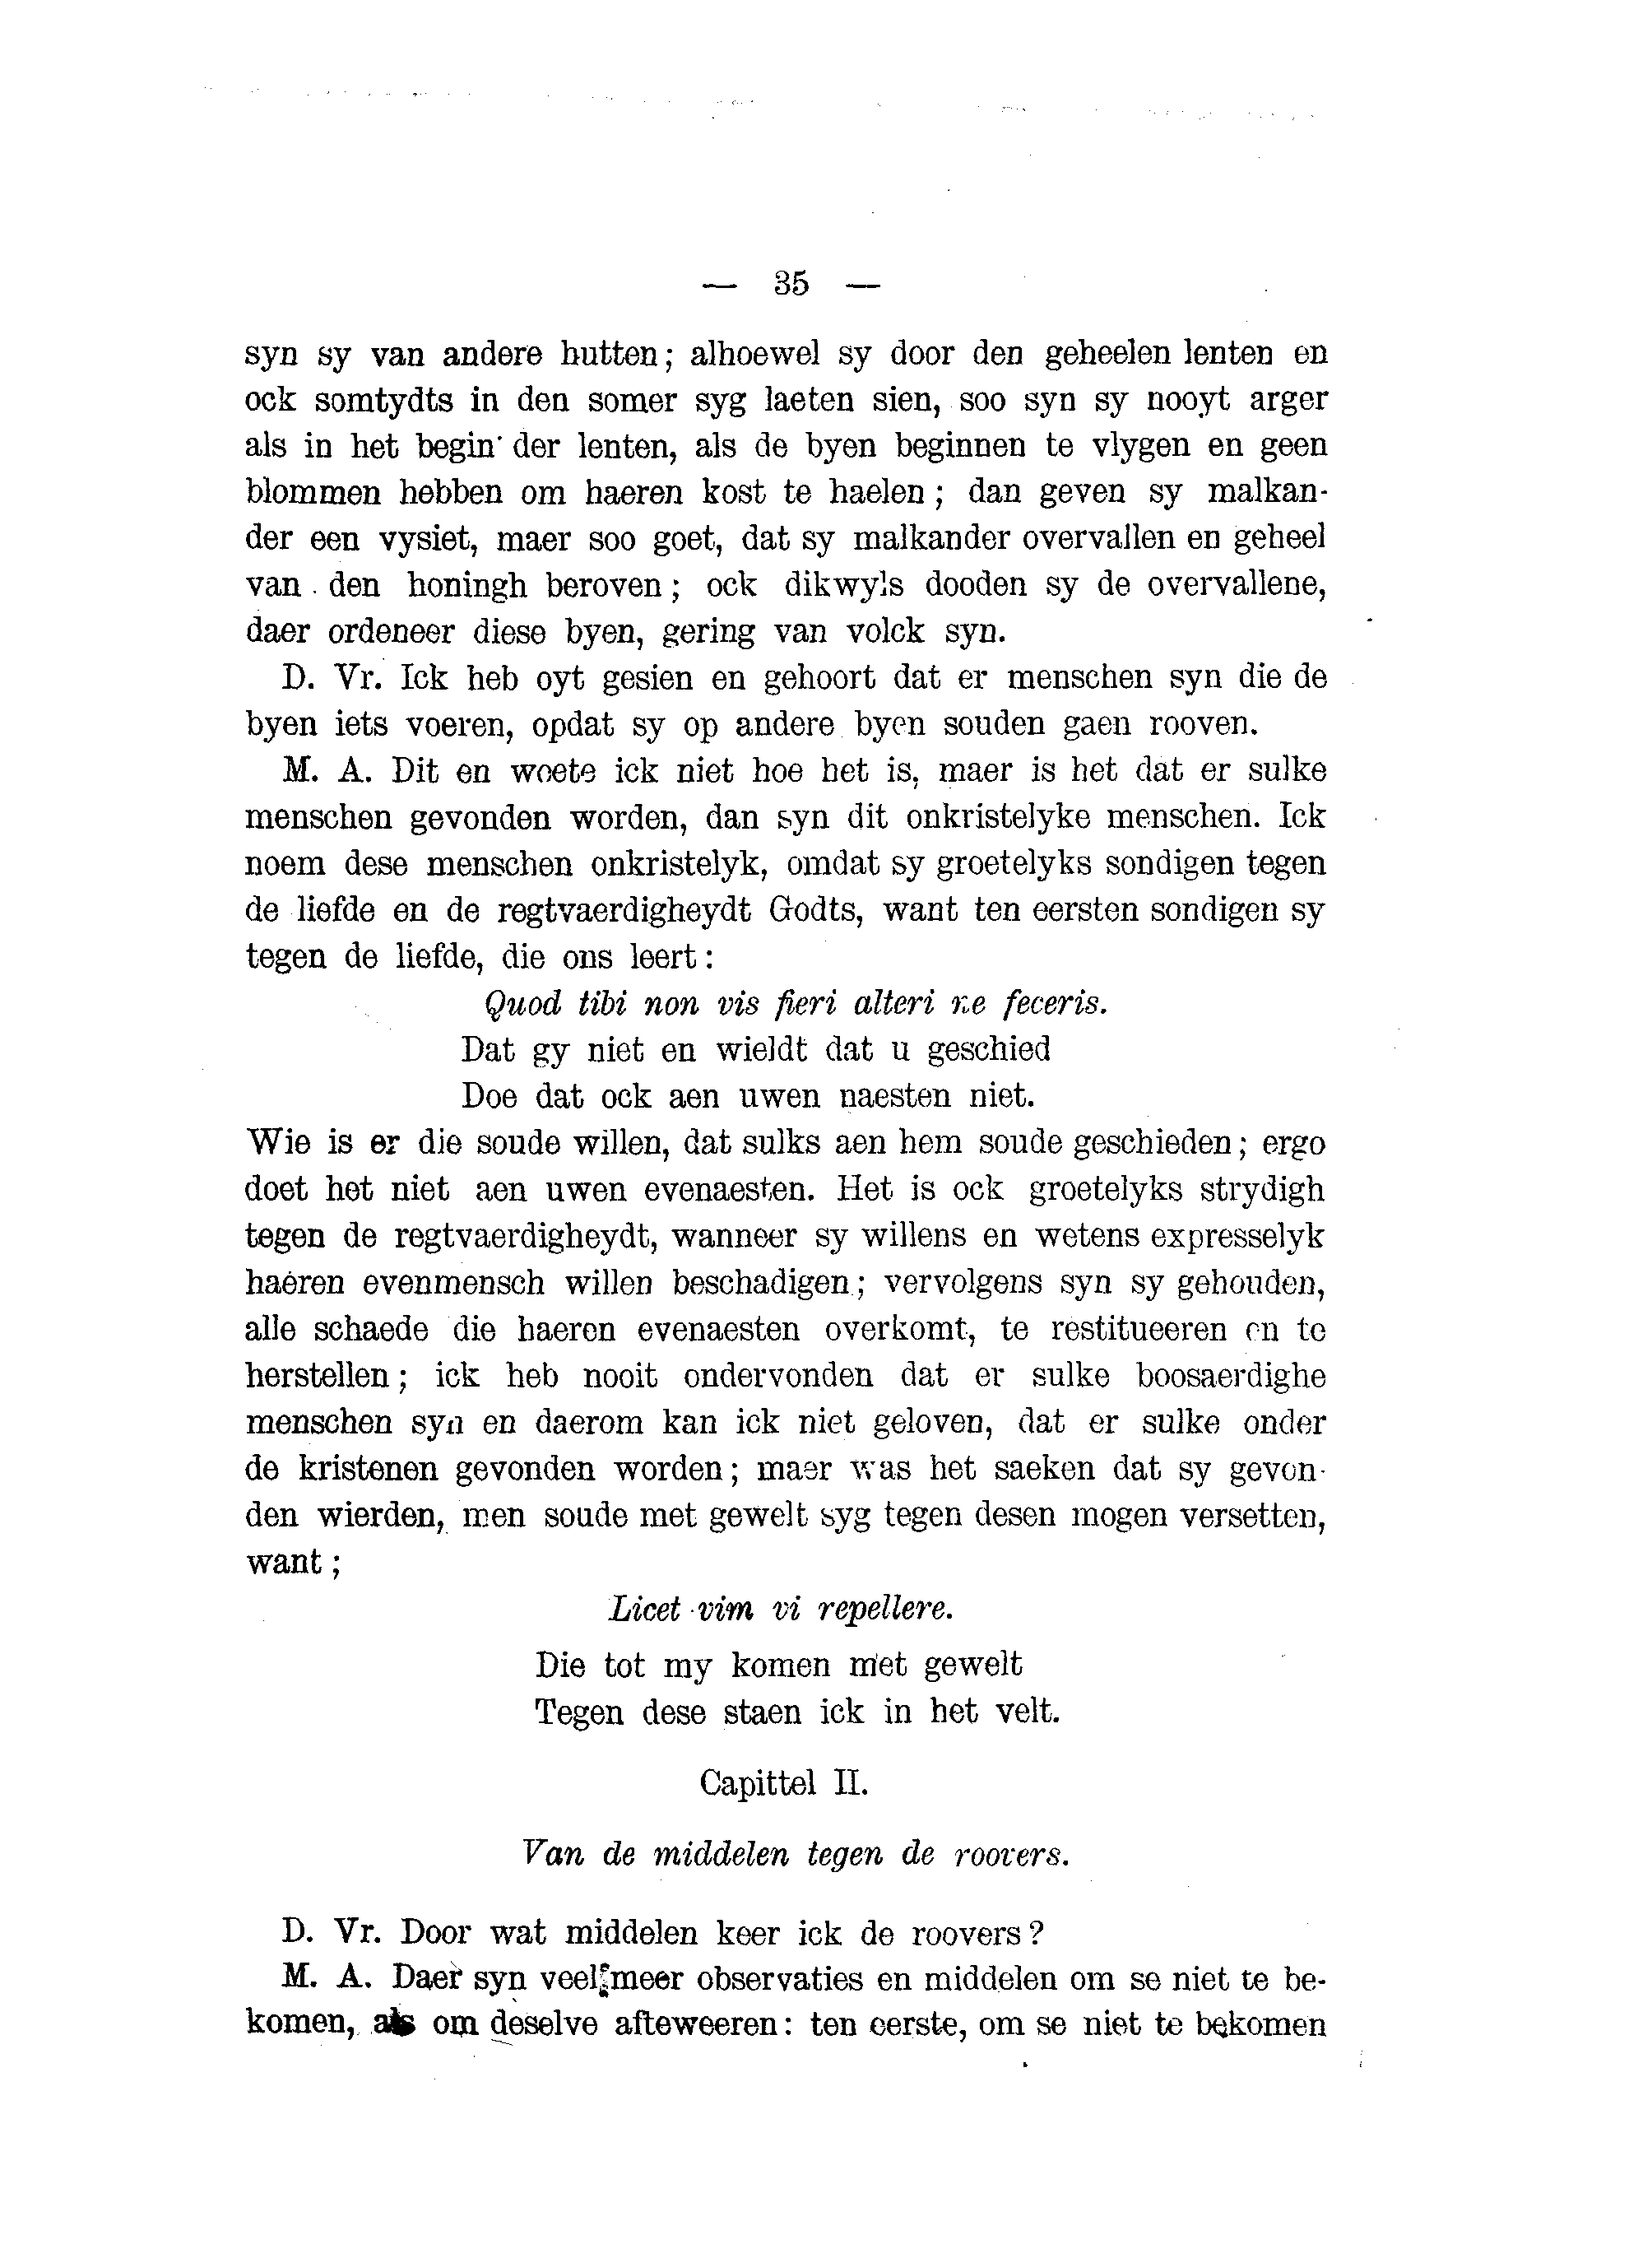 — 35 —
syn sy van andere hutten; alhoewel sy door den geheelen lenten en
ock somtydts in den somer syg laeten sien, soo syn sy nooyt arger
als in het begin der lenten, als de byen beginnen te vlygen en geen
blommen hebben om haeren kost te haelen; dan geven sy malkan-
der een vysiet, maer soo goet, dat sy malkander overvallen en geheel
van den honingh beroven; ock dikwyls dooden sy de overvallene,
daer ordeneer diese byen, gering van volck syn.
D. Vr. Ick heb oyt gesien en gehoort dat er menschen syn die de
byen iets voeren, opdat sy op andere byen souden gaen rooven.
M. A. Dit en woete ick niet hoe het is, maer is het dat er sulke
menschen gevonden worden, dan syn dit onkristelyke menschen. Ick
noem dese menschen onkristelyk, omdat sy groetelyks sondigen tegen
de liefde en de regtvaerdigheydt Godts, want ten eersten sondigen sy
tegen de liefde, die ons leert:
Quod tibi non vis fieri alteri ne feceris.
Dat gy niet en wieldt dat u geschied
Doe dat ock aen uwen naesten niet.
Wie is er die soude willen, dat sulks aen hem soude geschieden; ergo
doet het niet aen uwen evenaesten. Het is ock groetelyks strydigh
tegen de regtvaerdigheydt, wanneer sy willens en wetens expresselyk
haeren evenmensch willen beschadigen; vervolgens syn sy gehouden,
alle schaede die haeren evenaesten overkomt, te restitueeren en te
herstellen; ick heb nooit ondervonden dat er sulke boosaerdighe
menschen syn en daerom kan ick niet geloven, dat er sulke onder
de kristenen gevonden worden; maer was het saeken dat sy gevon-
den wierden, men soude met gewelt syg tegen desen mogen versetten,
want;
Licet vim vi repellere.
Die tot my komen met gewelt
Tegen dese staen ick in het velt.
Capittel II.
Van de middelen tegen de roovers.
D. Vr. Door wat middelen keer ick de roovers?
M. A. Daer syn veel meer observaties en middelen om se niet te be-
komen, als om deselve afteweeren: ten eerste, om se niet te bekomen